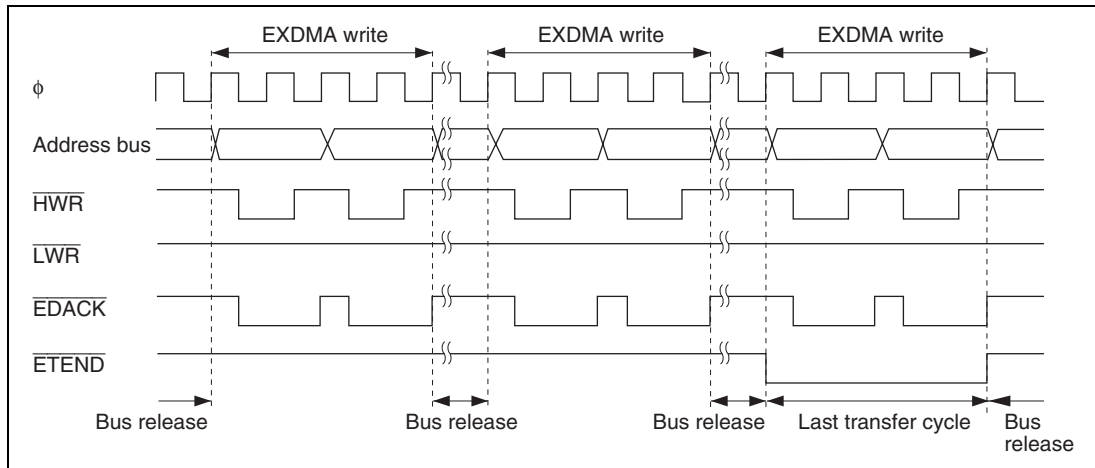 EXDMA write EXDMA write EXDMA write
ϕ
Address bus
HWR
LWR
EDACK
ETEND
Bus release Bus release Bus release Last transfer cycle Bus
release